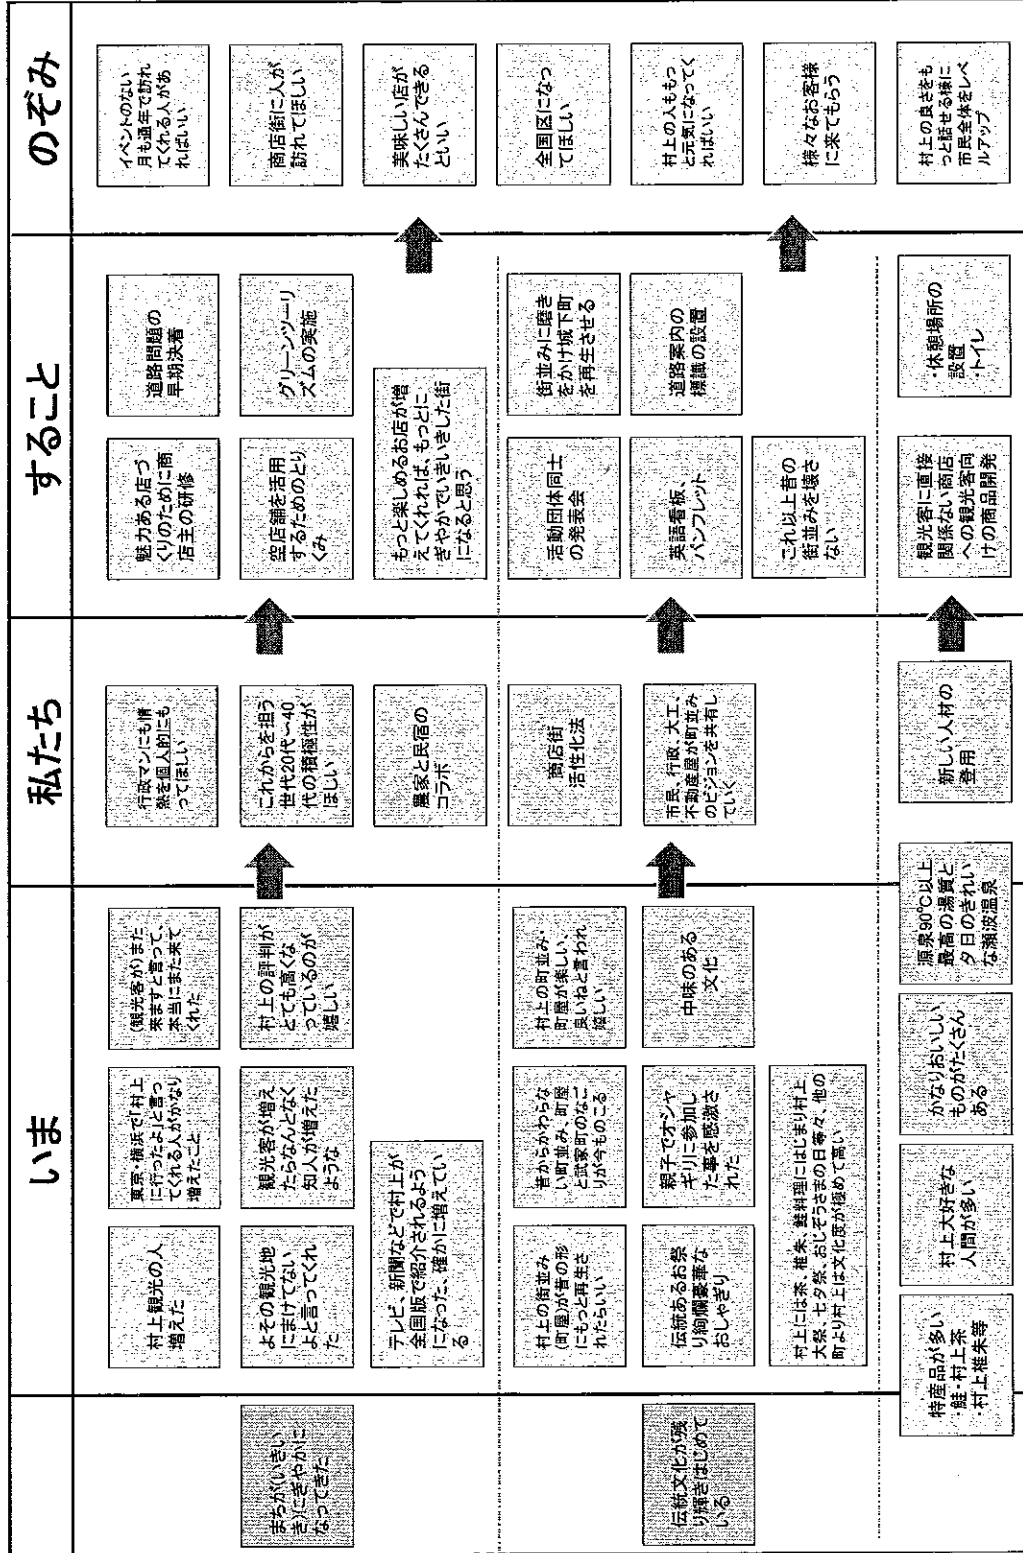 いま
私たち
すること
のぞみ
まちが(いきい
き)にぎやかに
なってきた
村上観光の人
増えた
東京・横浜で「村上
に行ったよ」と言っ
てくれる人がかなり
増えたこと
(観光客が)また
来ますと言って、
本当にまた来て
くれた
よその観光地
にまけてない
よと言ってくれ
た
観光客が増え
たらなんとなく
知人が増えた
ような
村上の評判が
とても高くな
っているのが
嬉しい
テレビ、新聞などで村上が
全国版で紹介されるよう
になった、確かに増えてい
る
行政マンにも情
熱を個人的にも
ってほしい
これからを担う
世代20代～40
代の積極性が
ほしい
農家と民宿の
コラボ
魅力ある店づ
くりのために商
店主の研修
道路問題の
早期決着
空店舗を活用
するためのとり
くみ
グリーンツーリ
ズムの実施
もっと楽しめるお店が増
えてくれれば、もっとに
ぎやかでいきいきした街
になると思う
イベントのない
月も通年で訪れ
てくれる人があ
ればいい
商店街に人が
訪れてほしい
美味しい店が
たくさんできる
といい
伝統文化が残
り輝きはじめて
いる
村上の街並み
(町屋が昔の形
にもっと再生さ
れたらいい
昔からかわらな
い町並み、町屋
と武家町のなご
りが今ものこる
村上の町並み・
町屋が楽しい、
良いねと言われ
嬉しい
伝統あるお祭
り絢爛豪華な
おしゃぎり
親子でオシャ
ギリに参加し
た事を感激さ
れた
中味のある
文化
村上には茶、堆朱、鮭料理にはじまり村上
大祭、七夕祭、おじぞうさまの日等々、他の
町より村上は文化度が極めて高い
商店街
活性化法
市民、行政、大工、
不動産屋が町並み
のビジョンを共有し
ていく
活動団体同士
の発表会
街並みに磨き
をかけ城下町
を再生させる
英語看板、
パンフレット
道路案内の
標識の設置
これ以上昔の
街並みを壊さ
ない
全国区になっ
てほしい
村上の人ももっ
と元気になってく
ればいい
様々なお客様
に来てもらう
特産品が多い
・鮭・村上茶
・村上堆朱等
村上大好きな
人間が多い
かなりおいしい
ものがたくさん
ある
源泉90℃以上
最高の湯質と
夕日のきれい
な瀬波温泉
新しい人材の
登用
観光客に直接
関係ない商店
への観光客向
けの商品開発
・休憩場所の
設置
・トイレ
村上の良さをも
っと話せる様に
市民全体をレベ
ルアップ